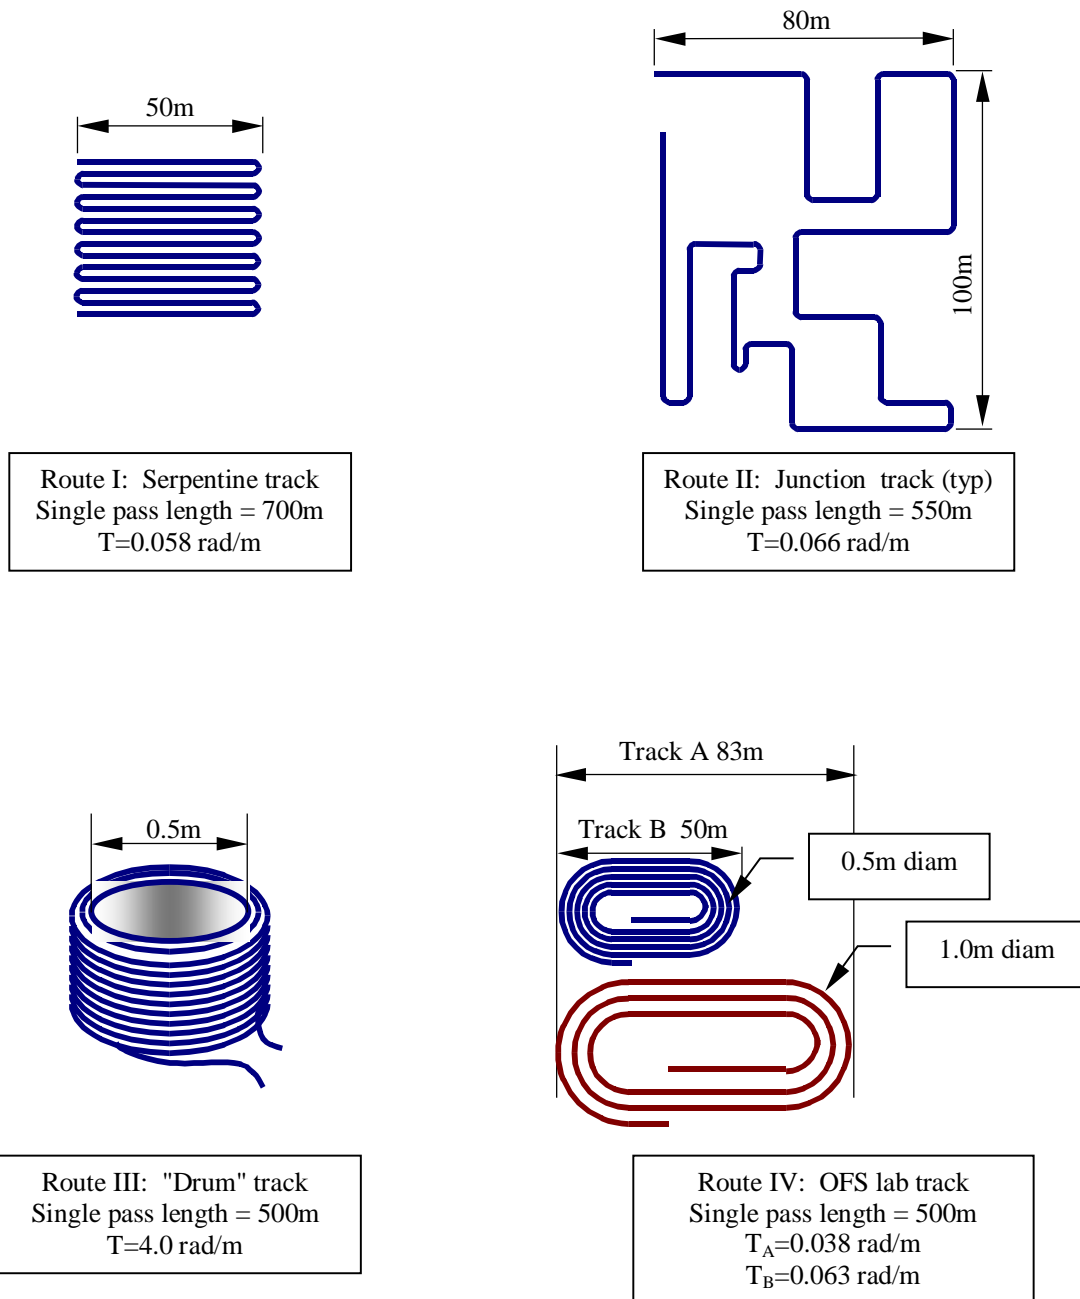 50m
80m
100m
Route I: Serpentine track
Single pass length = 700m
T=0.058 rad/m
Route II: Junction track (typ)
Single pass length = 550m
T=0.066 rad/m
0.5m
Track A 83m
Track B 50m
0.5m diam
1.0m diam
Route III: "Drum" track
Single pass length = 500m
T=4.0 rad/m
Route IV: OFS lab track
Single pass length = 500m
T_A=0.038 rad/m
T_B=0.063 rad/m